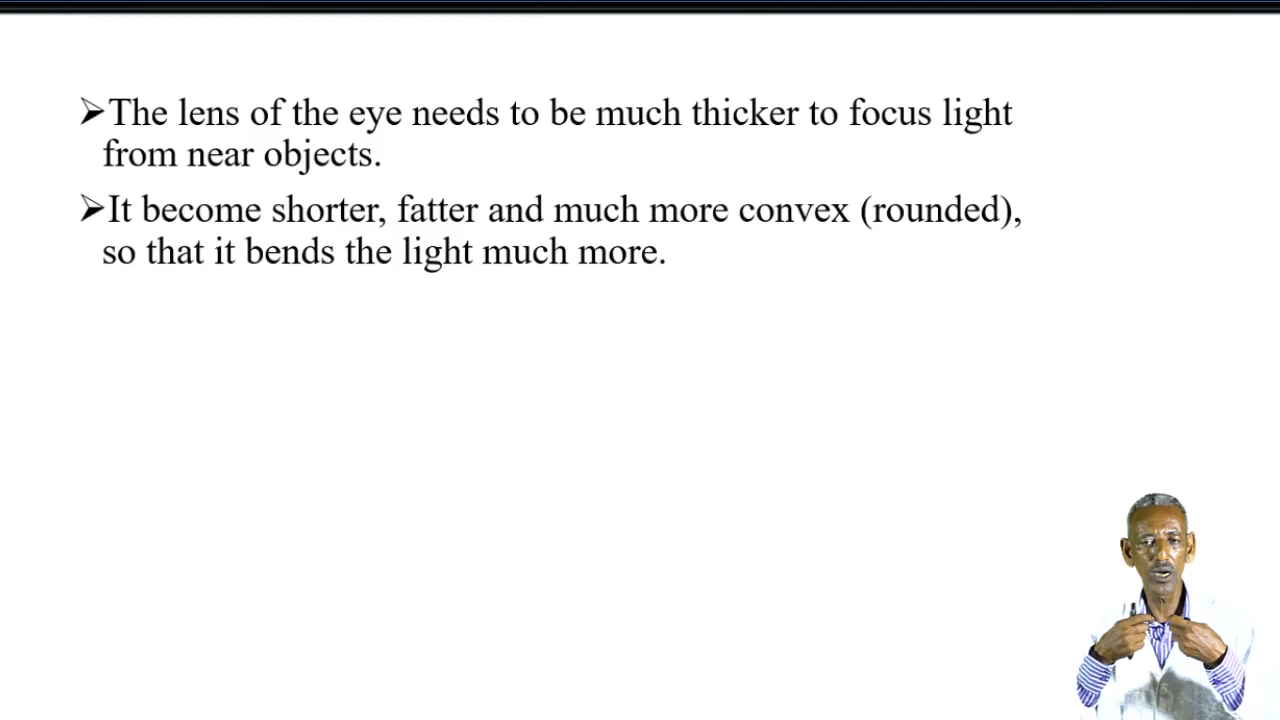 ➢The lens of the eye needs to be much thicker to focus light
from near objects.
➢It become shorter, fatter and much more convex (rounded),
so that it bends the light much more.